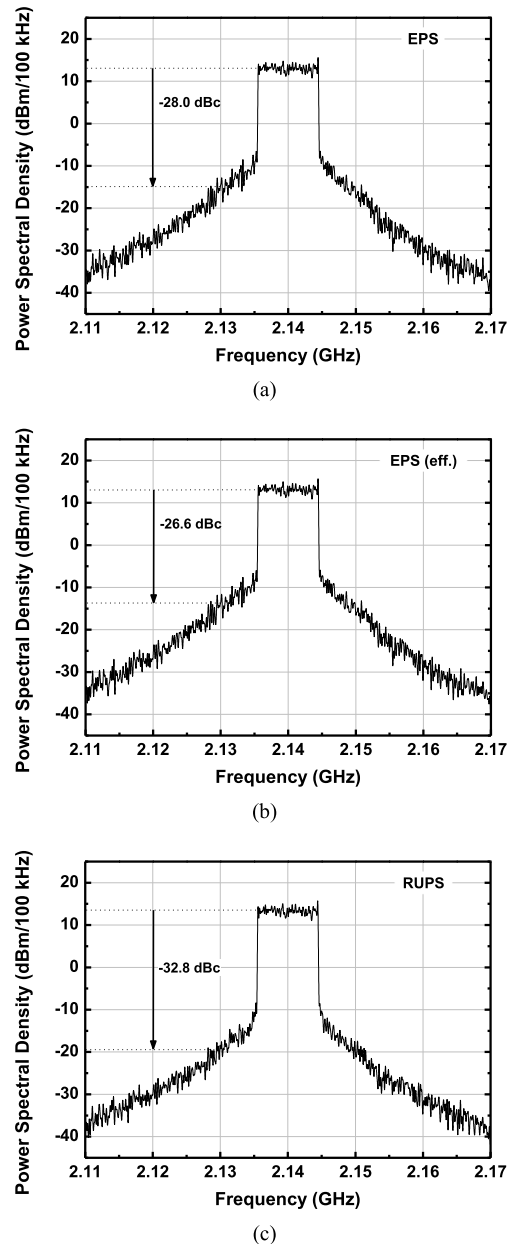 EPS
Power Spectral Density (dBm/100 kHz)
20
10
0
-10
-20
-30
-40
-28.0 dBc
2.11 2.12 2.13 2.14 2.15 2.16 2.17
Frequency (GHz)
(a)
EPS (eff.)
Power Spectral Density (dBm/100 kHz)
20
10
0
-10
-20
-30
-40
-26.6 dBc
2.11 2.12 2.13 2.14 2.15 2.16 2.17
Frequency (GHz)
(b)
RUPS
Power Spectral Density (dBm/100 kHz)
20
10
0
-10
-20
-30
-40
-32.8 dBc
2.11 2.12 2.13 2.14 2.15 2.16 2.17
Frequency (GHz)
(c)